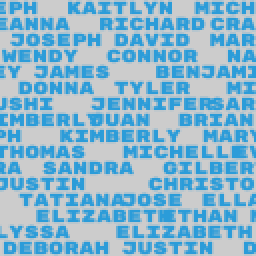 EPH KAITLYN MICH
EANNA RICHARD CRA
JOSEPH DAVID MAR
WENDY CONNOR NA
EY JAMES BENJAMI
DONNA TYLER MI
USHI JENNIFER SAR
IMBERLY JUAN BRIAN
PH KIMBERLY MARY
THOMAS MICHELLE EV
RA SANDRA GILBER
JUSTIN CHRISTO
TATIANA JOSE ELLA
ELIZABETH ETHAN N
LYSSA ELIZABETH
DEBORAH JUSTIN D